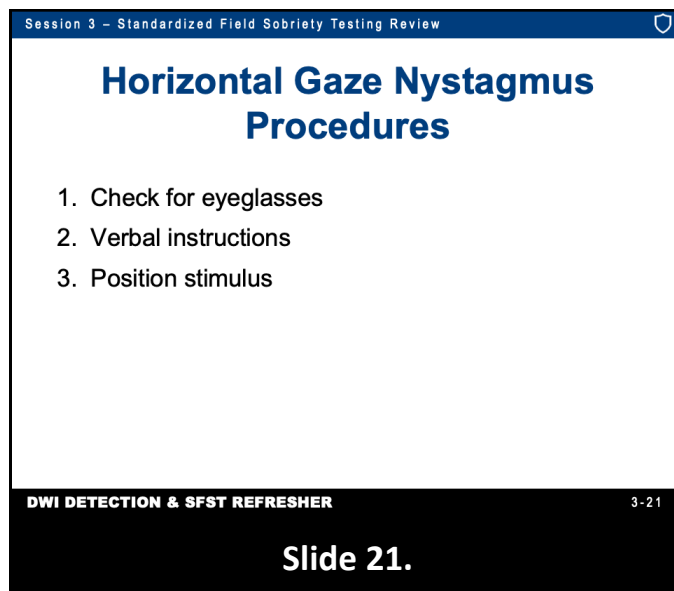 Session 3 – Standardized Field Sobriety Testing Review
Horizontal Gaze Nystagmus
Procedures
1. Check for eyeglasses
2. Verbal instructions
3. Position stimulus
DWI DETECTION & SFST REFRESHER 3-21
Slide 21.